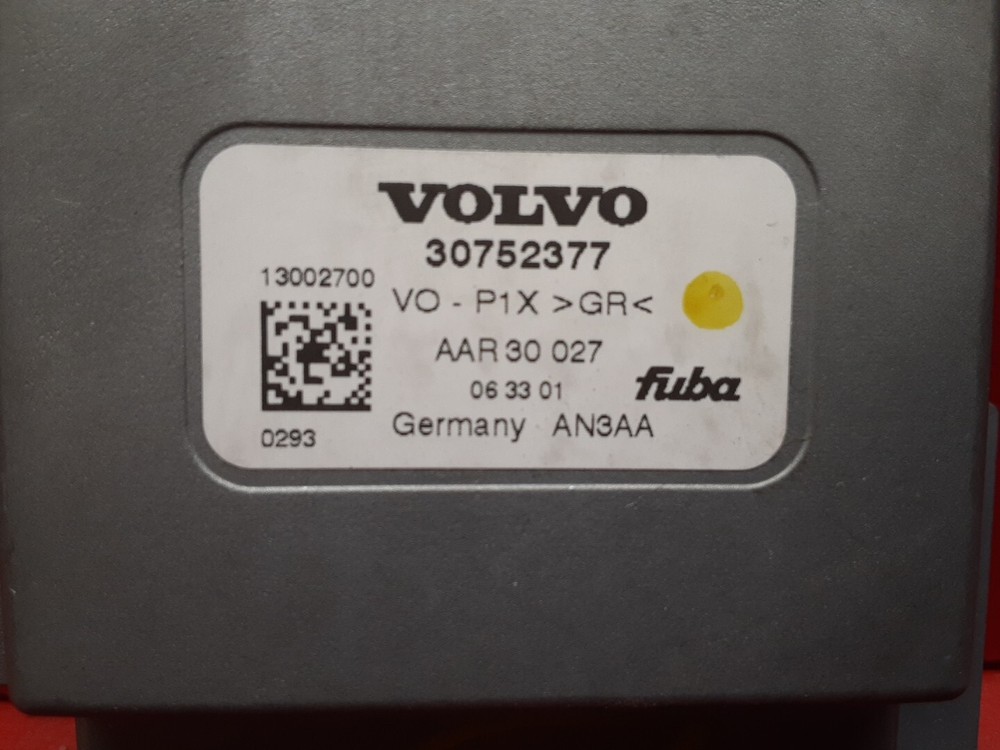 VOLVO
30752377
13002700
VO - P1X >GR<
AAR 30 027
06 33 01
fuba
Germany AN3AA
0293